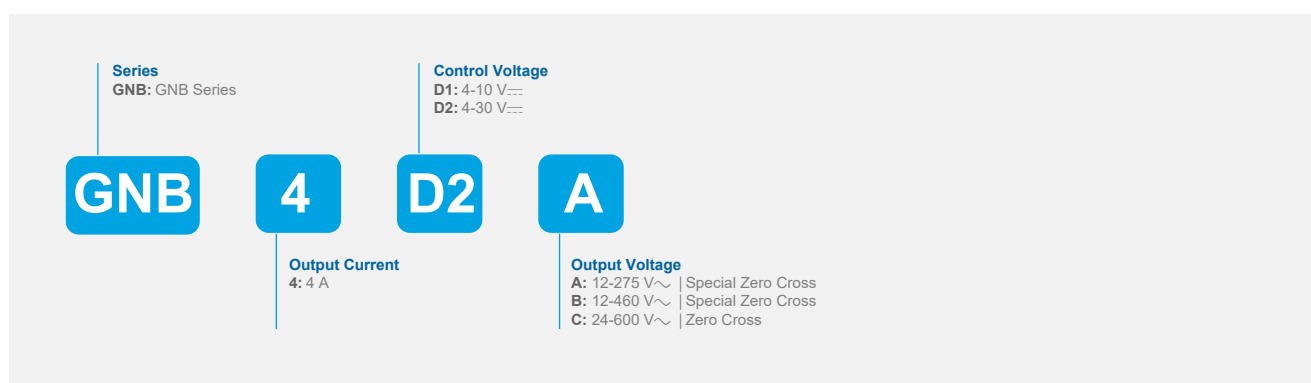 Series
GNB: GNB Series
Control Voltage
D1: 4-10 V⎓
D2: 4-30 V⎓
GNB 4 D2 A
Output Current
4: 4 A
Output Voltage
A: 12-275 V∿ | Special Zero Cross
B: 12-460 V∿ | Special Zero Cross
C: 24-600 V∿ | Zero Cross